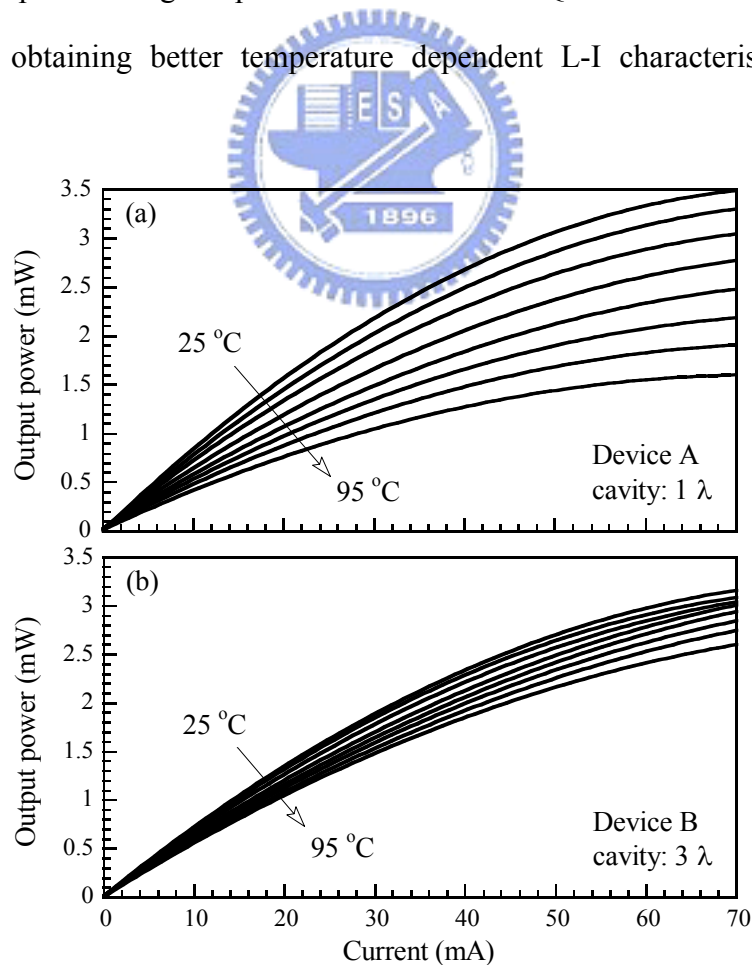 obtaining better temperature dependent L-I
E S A
1896
3.5
3
2.5
2
1.5
1
0.5
0
Output power (mW)
(a)
25 °C
95 °C
Device A
cavity: 1 λ
3.5
3
2.5
2
1.5
1
0.5
0
Output power (mW)
(b)
25 °C
95 °C
Device B
cavity: 3 λ
0 10 20 30 40 50 60 70
Current (mA)